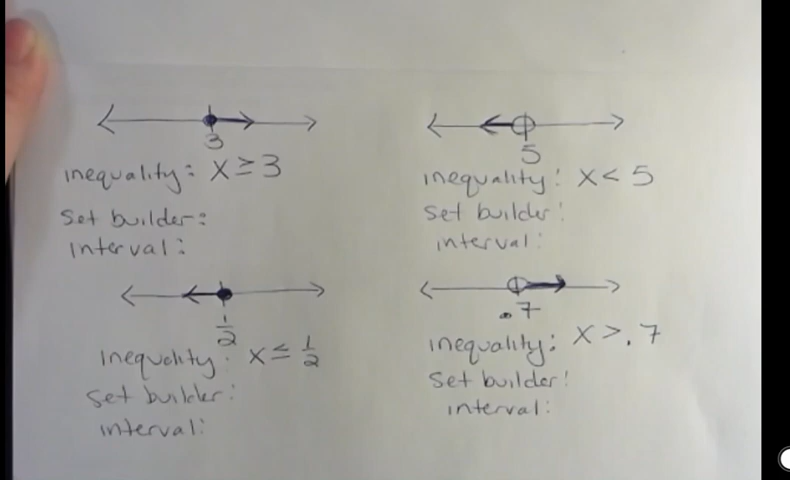 3
inequality: x ≥ 3
set builder:
interval:
5
inequality: x < 5
set builder:
interval:
1/2
inequality: x ≤ 1/2
set builder:
interval:
.7
inequality: x > .7
set builder:
interval: